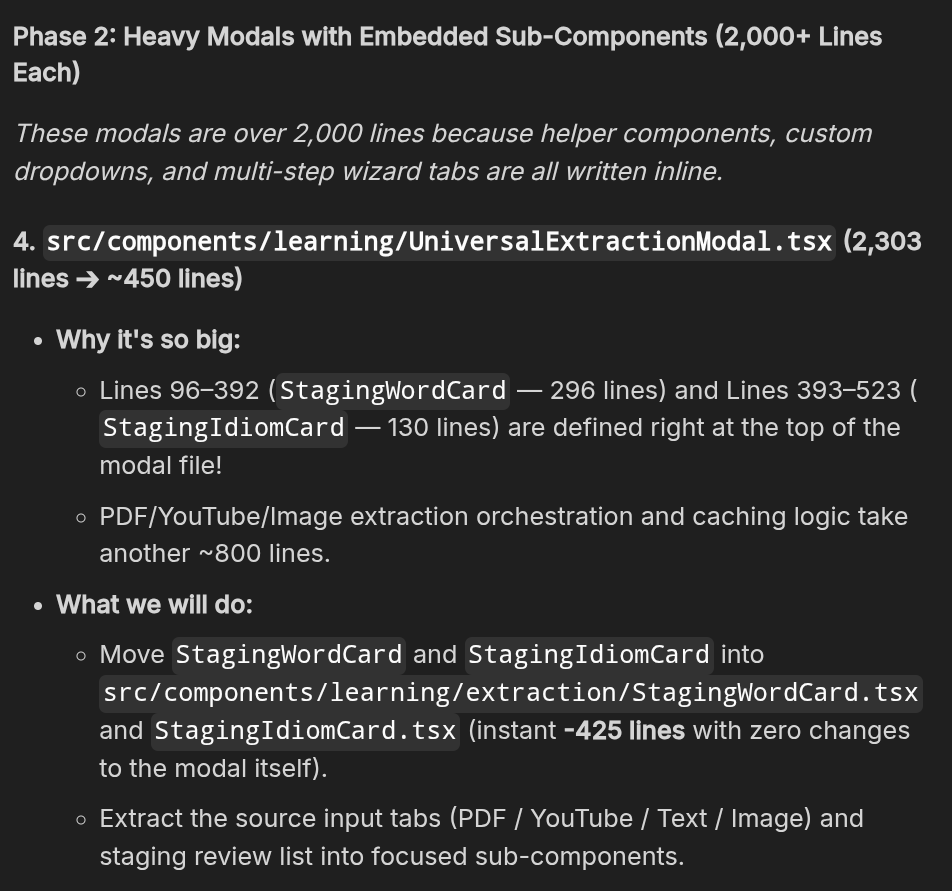 Phase 2: Heavy Modals with Embedded Sub-Components (2,000+ Lines
Each)
These modals are over 2,000 lines because helper components, custom
dropdowns, and multi-step wizard tabs are all written inline.
4. src/components/learning/UniversalExtractionModal.tsx (2,303
lines → ~450 lines)
• Why it's so big:
◦ Lines 96–392 (StagingWordCard — 296 lines) and Lines 393–523 (
StagingIdiomCard — 130 lines) are defined right at the top of the
modal file!
◦ PDF/YouTube/Image extraction orchestration and caching logic take
another ~800 lines.
• What we will do:
◦ Move StagingWordCard and StagingIdiomCard into
src/components/learning/extraction/StagingWordCard.tsx
and StagingIdiomCard.tsx (instant -425 lines with zero changes
to the modal itself).
◦ Extract the source input tabs (PDF / YouTube / Text / Image) and
staging review list into focused sub-components.